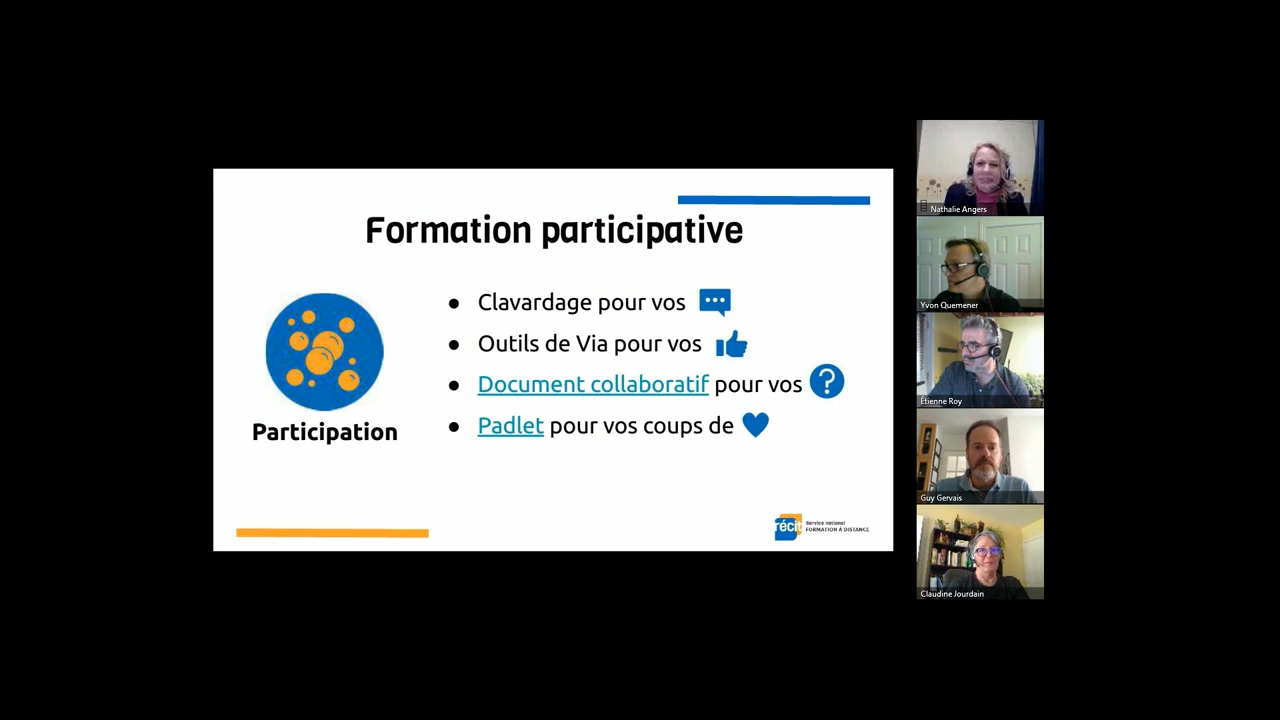 Formation participative
Clavardage pour vos
Outils de Via pour vos
Document collaboratif pour vos ?
Padlet pour vos coups de
Participation
récit
Service national
FORMATION À DISTANCE
Nathalie Angers
Yvon Quemener
Étienne Roy
Guy Gervais
Claudine Jourdain